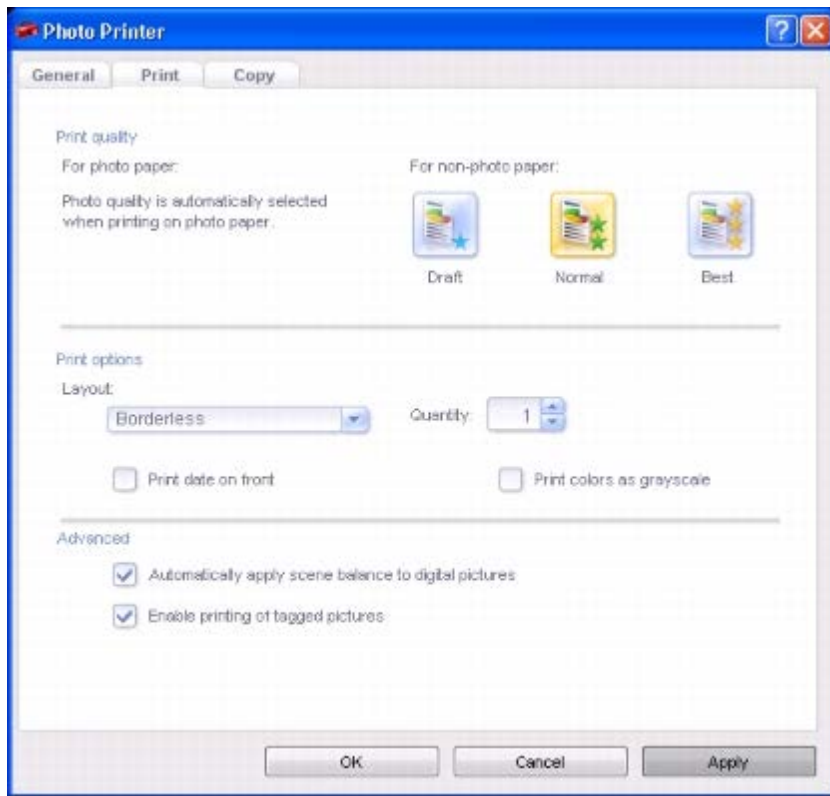 Photo Printer
General Print Copy
Print quality
For photo paper:
Photo quality is automatically selected
when printing on photo paper.
For non-photo paper:
Draft Normal Best
Print options
Layout:
Borderless
Quantity: 1
Print date on front
Print colors as grayscale
Advanced
Automatically apply scene balance to digital pictures
Enable printing of tagged pictures
OK Cancel Apply